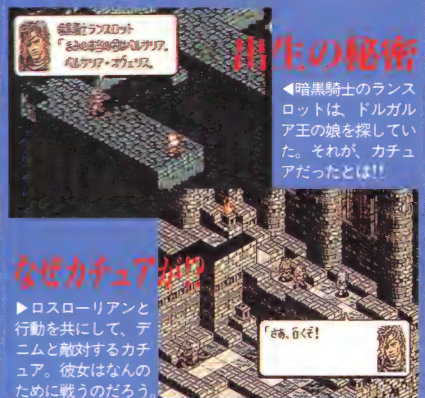 暗黒騎士ランスロット
「きみの本当の名はベルサリア。
ベルサリア・オヴェリス。
出生の秘密
◀暗黒騎士のランス
ロットは、ドルガル
ア王の娘を探してい
た。それが、カチュ
アだったとは!!
なぜカチュアが!?
▶ロスローリアンと
行動を共にして、デ
ニムと敵対するカチ
ュア。彼女はなんの
ために戦うのだろう。
「さあ、行くぞ!